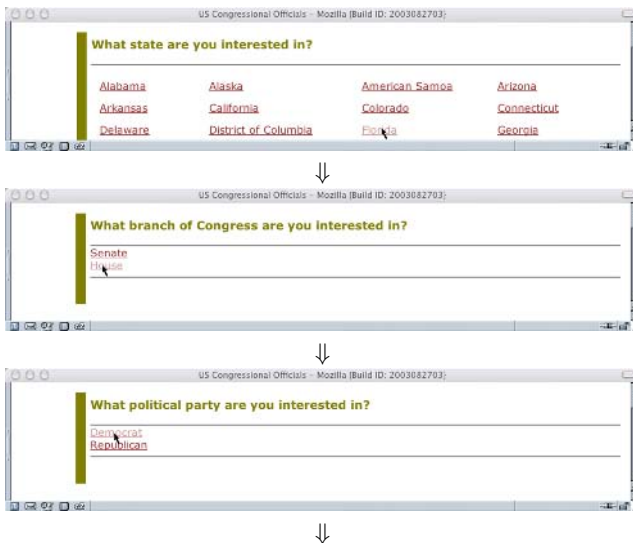 US Congressional Officials - Mozilla {Build ID: 2003082703}
What state are you interested in?
Alabama Alaska American Samoa Arizona
Arkansas California Colorado Connecticut
Delaware District of Columbia Florida Georgia
⇓
US Congressional Officials - Mozilla {Build ID: 2003082703}
What branch of Congress are you interested in?
Senate
House
⇓
US Congressional Officials - Mozilla {Build ID: 2003082703}
What political party are you interested in?
Democrat
Republican
⇓